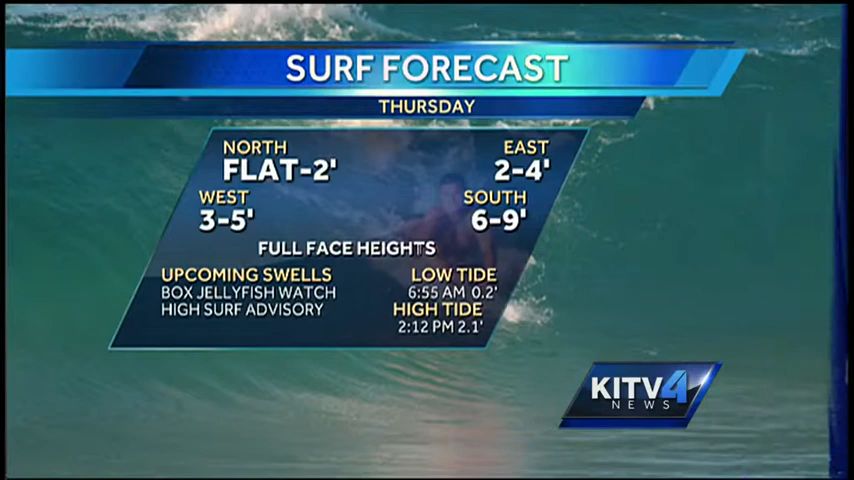 SURF FORECAST
THURSDAY
NORTH EAST
FLAT-2' 2-4'
WEST SOUTH
3-5' 6-9'
FULL FACE HEIGHTS
UPCOMING SWELLS LOW TIDE
BOX JELLYFISH WATCH 6:55 AM 0.2'
HIGH SURF ADVISORY HIGH TIDE
2:12 PM 2.1'
KITV4
NEWS